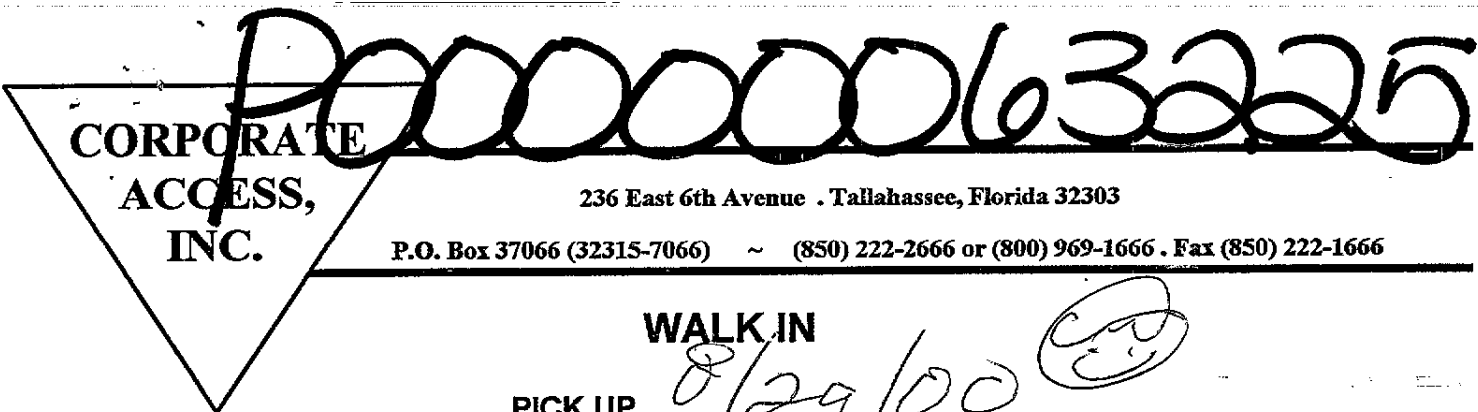 P00000063225
CORPORATE
ACCESS,
INC.
236 East 6th Avenue . Tallahassee, Florida 32303
P.O. Box 37066 (32315-7066) ~ (850) 222-2666 or (800) 969-1666 . Fax (850) 222-1666
WALK IN
PICK UP 8/29/00